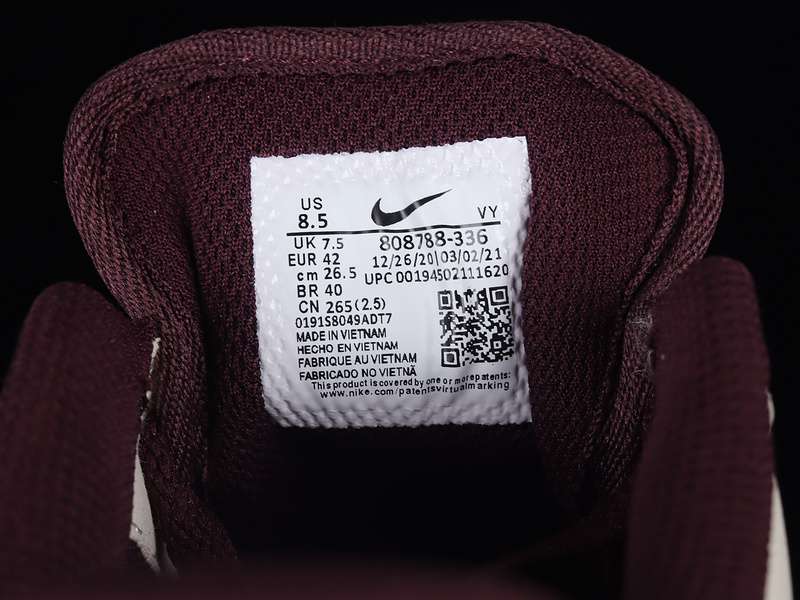 US
8.5
VY
UK 7.5
808788-336
EUR 42
12/26/20|03/02/21
cm 26.5
UPC 00194502111620
BR 40
CN 265(2.5)
0191S8049ADT7
MADE IN VIETNAM
HECHO EN VIETNAM
FABRIQUE AU VIETNAM
FABRICADO NO VIETNÃ
This product is covered by one or more patents:
www.nike.com/patentsvirtualmarking